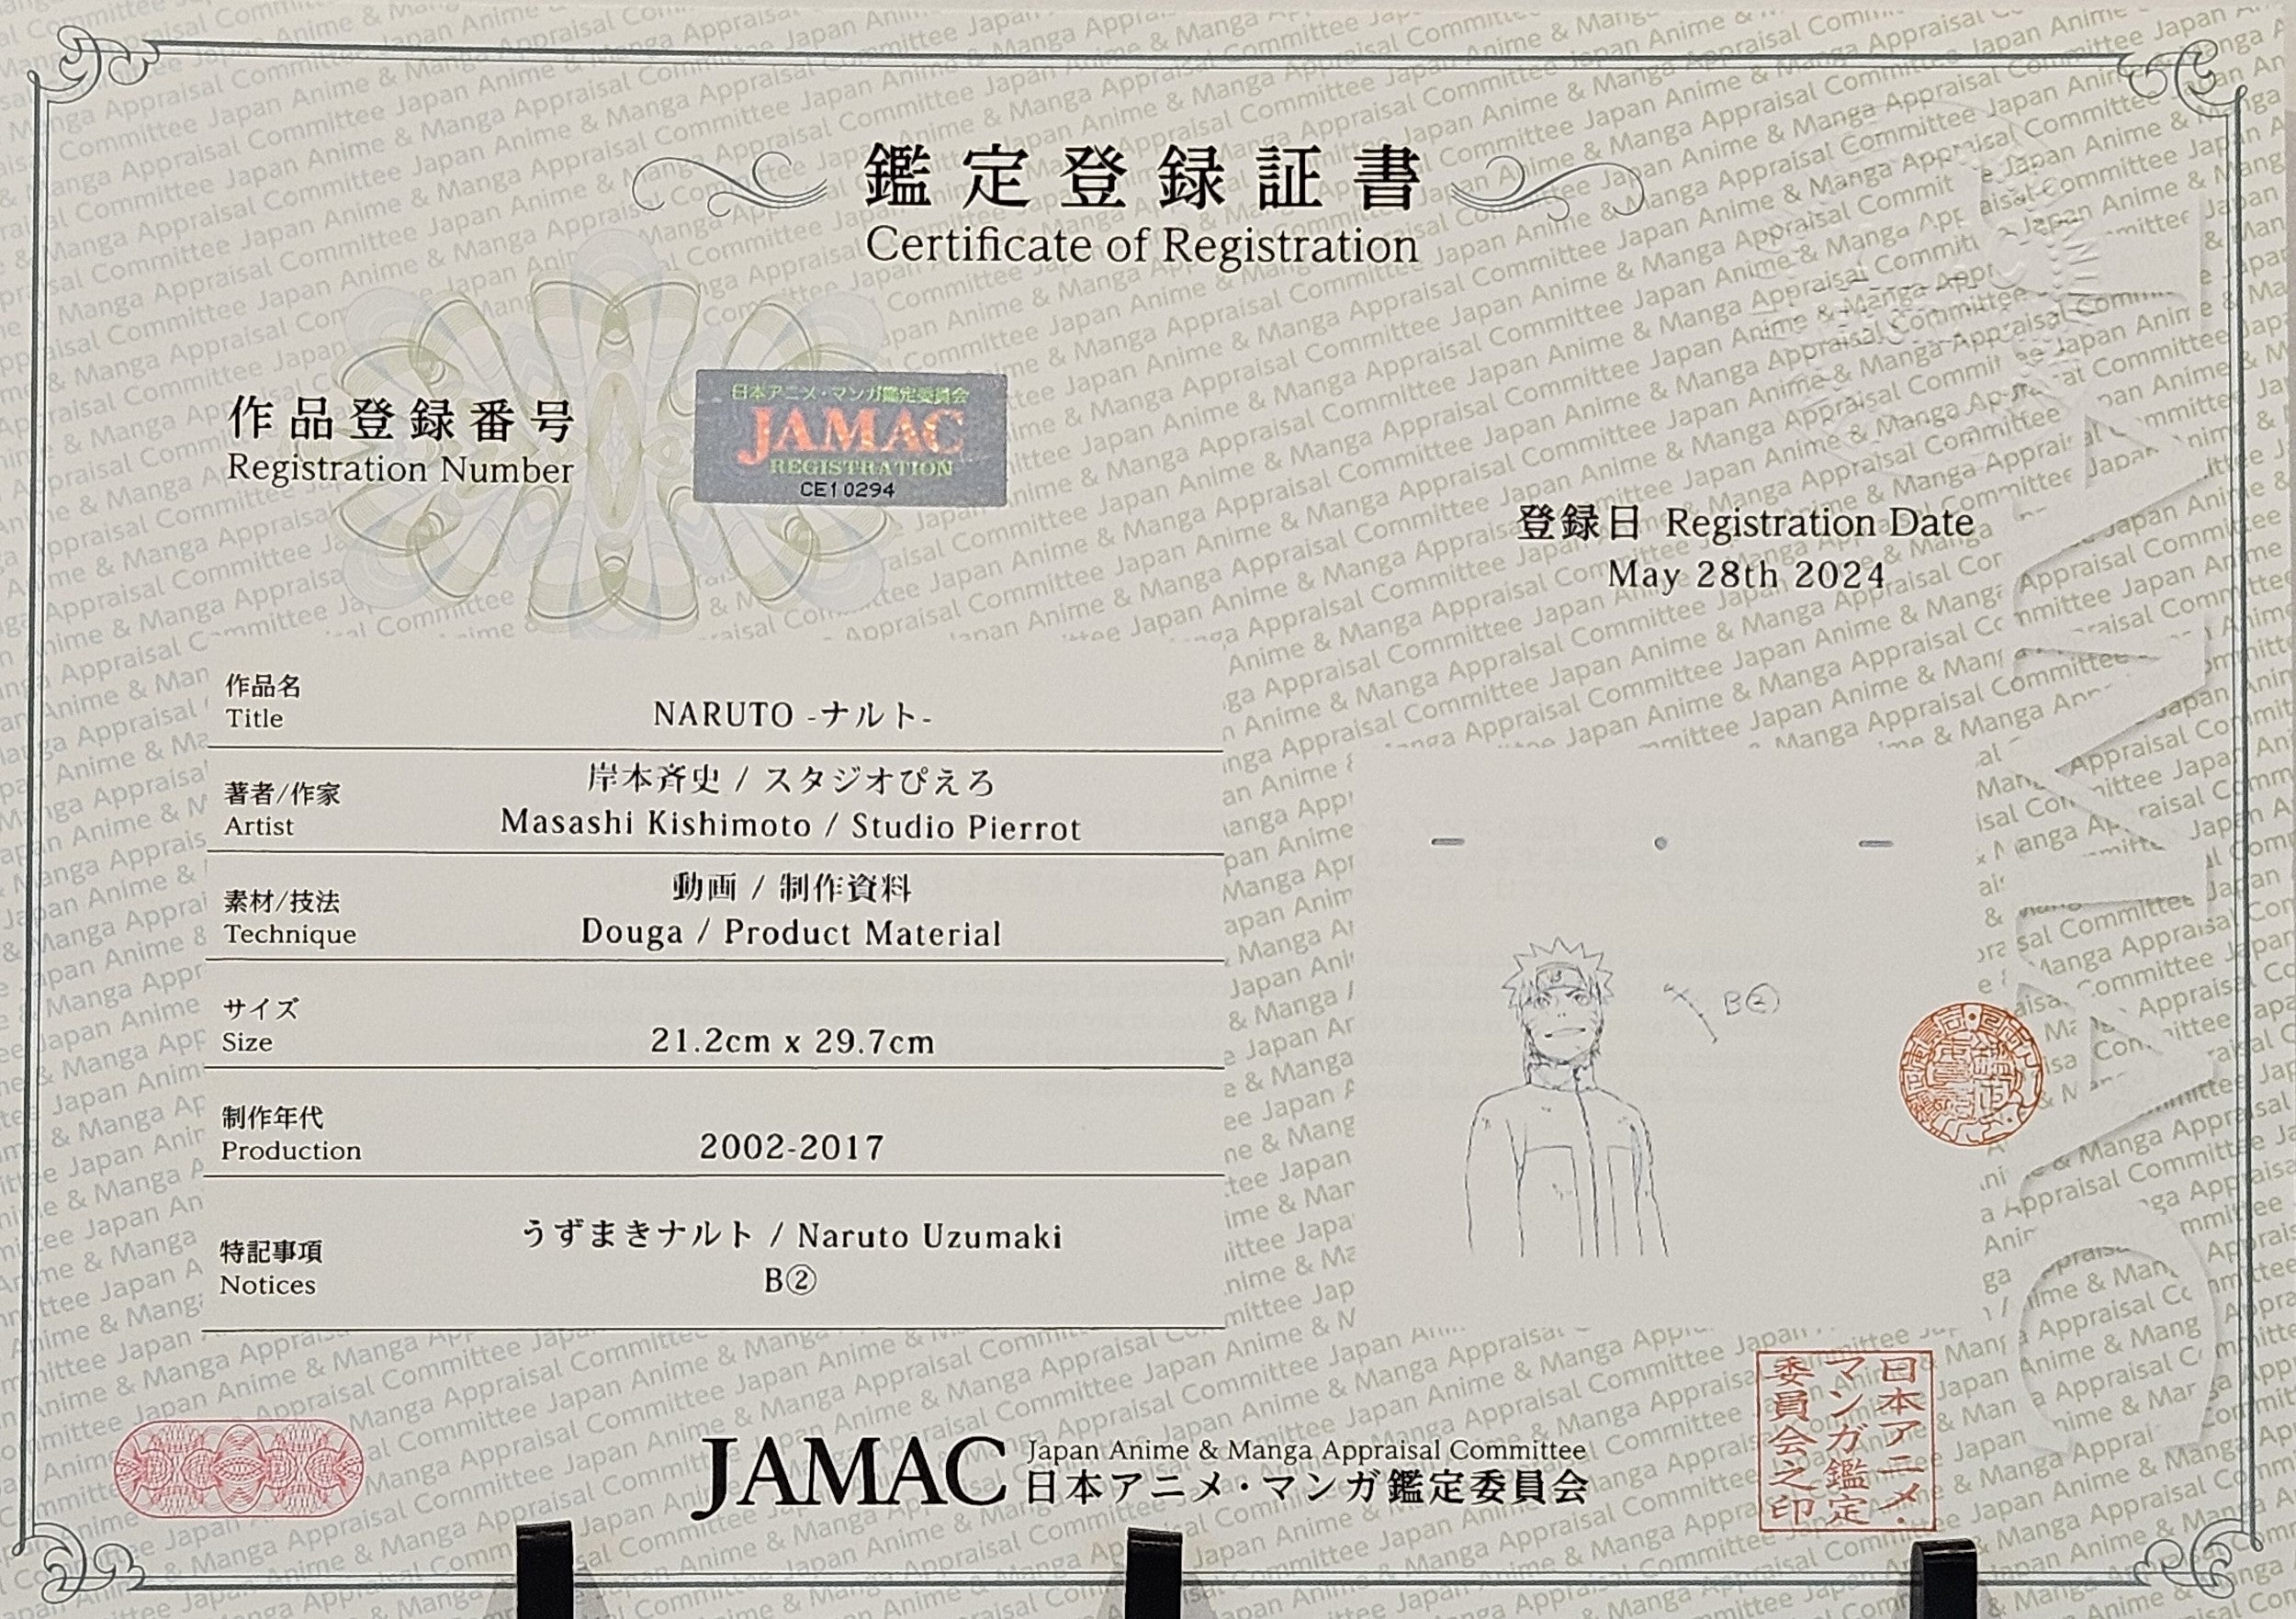 鑑定登録証書
Certificate of Registration
作品登録番号
Registration Number
日本アニメ・マンガ鑑定委員会
JAMAC
REGISTRATION
CE10294
登録日 Registration Date
May 28th 2024
作品名
Title
NARUTO -ナルト-
著者/作家
Artist
岸本斉史 / スタジオぴえろ
Masashi Kishimoto / Studio Pierrot
素材/技法
Technique
動画 / 制作資料
Douga / Product Material
サイズ
Size
21.2cm x 29.7cm
制作年代
Production
2002-2017
特記事項
Notices
うずまきナルト / Naruto Uzumaki
B②
B②
JAMAC
Japan Anime & Manga Appraisal Committee
日本アニメ・マンガ鑑定委員会
日本アニメ・
マンガ鑑定
委員会之印